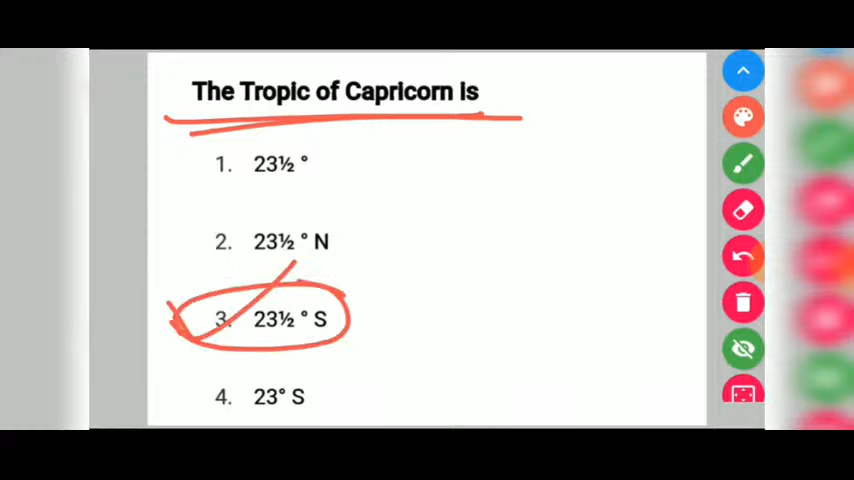 The Tropic of Capricorn is
1. 23½ °
2. 23½ ° N
3. 23½ ° S
4. 23° S